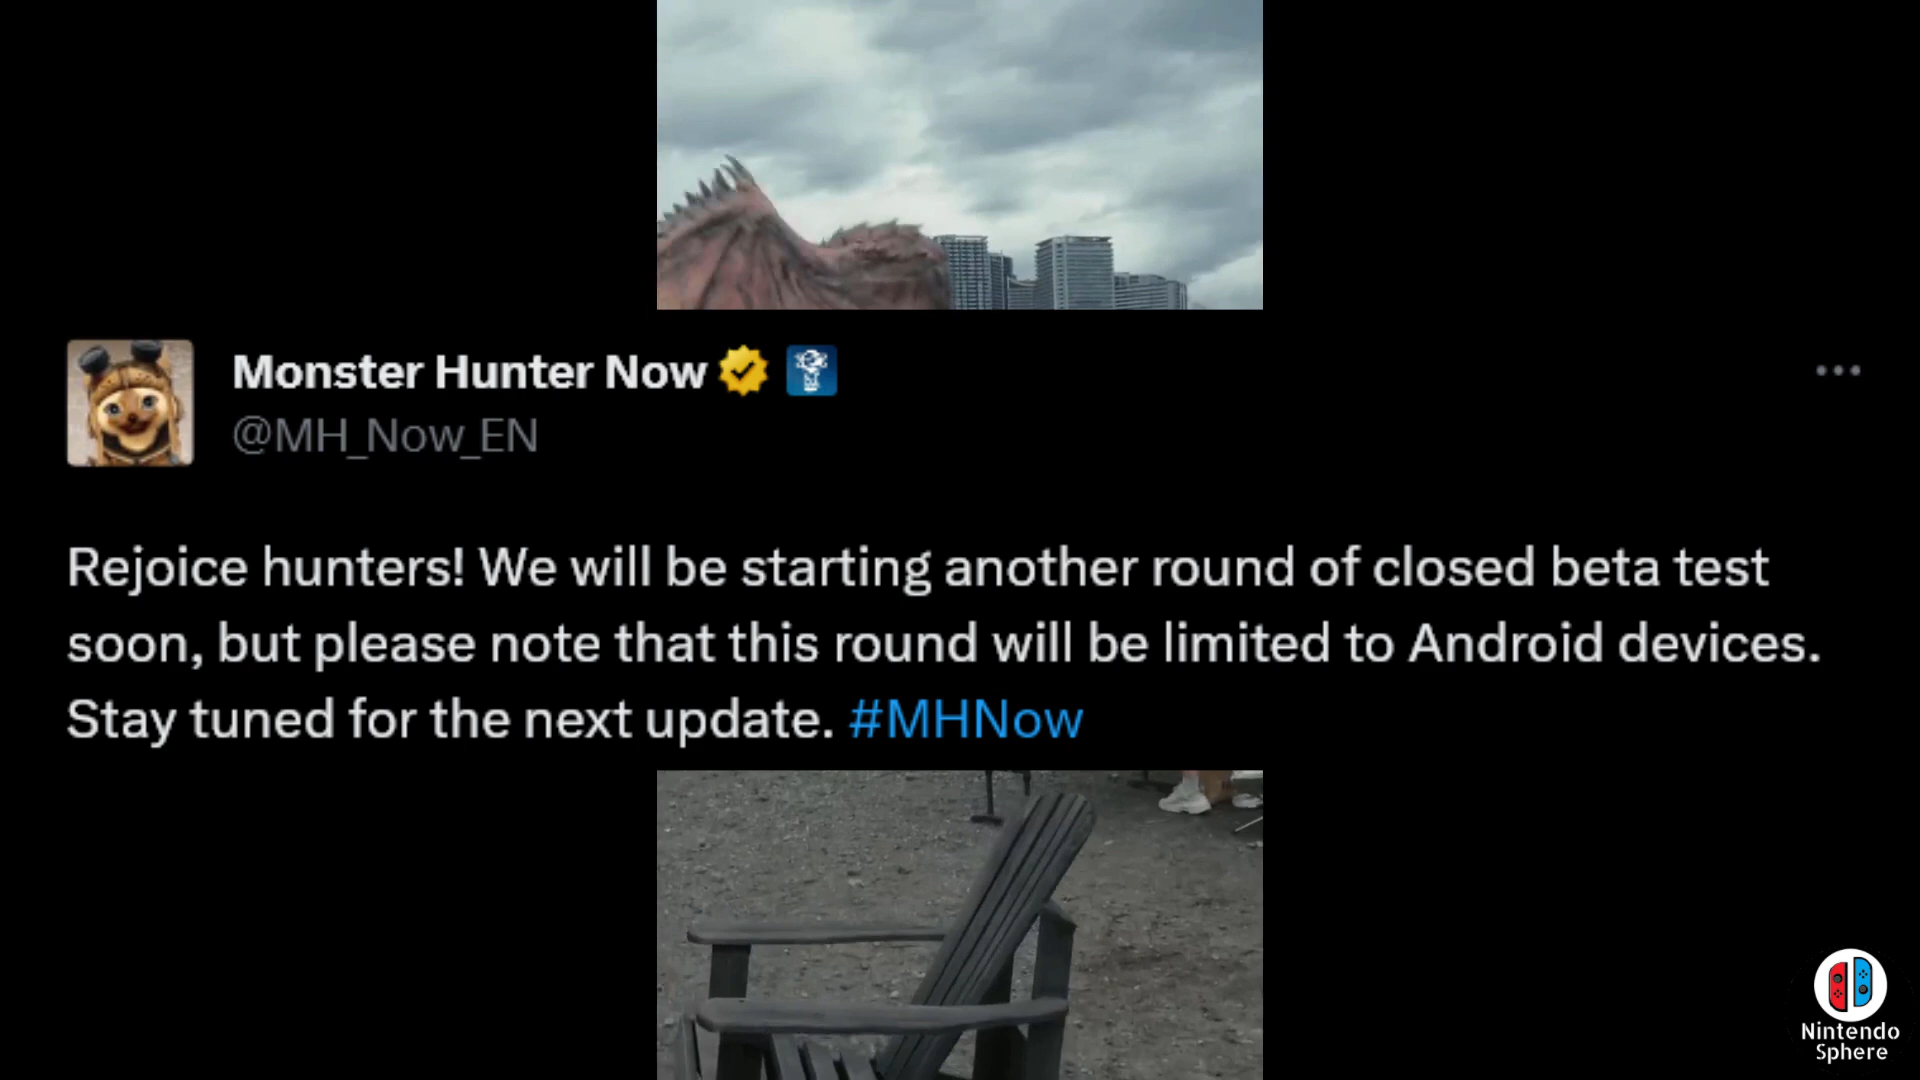 Monster Hunter Now
@MH_Now_EN
Rejoice hunters! We will be starting another round of closed beta test
soon, but please note that this round will be limited to Android devices.
Stay tuned for the next update. #MHNow
Nintendo
Sphere